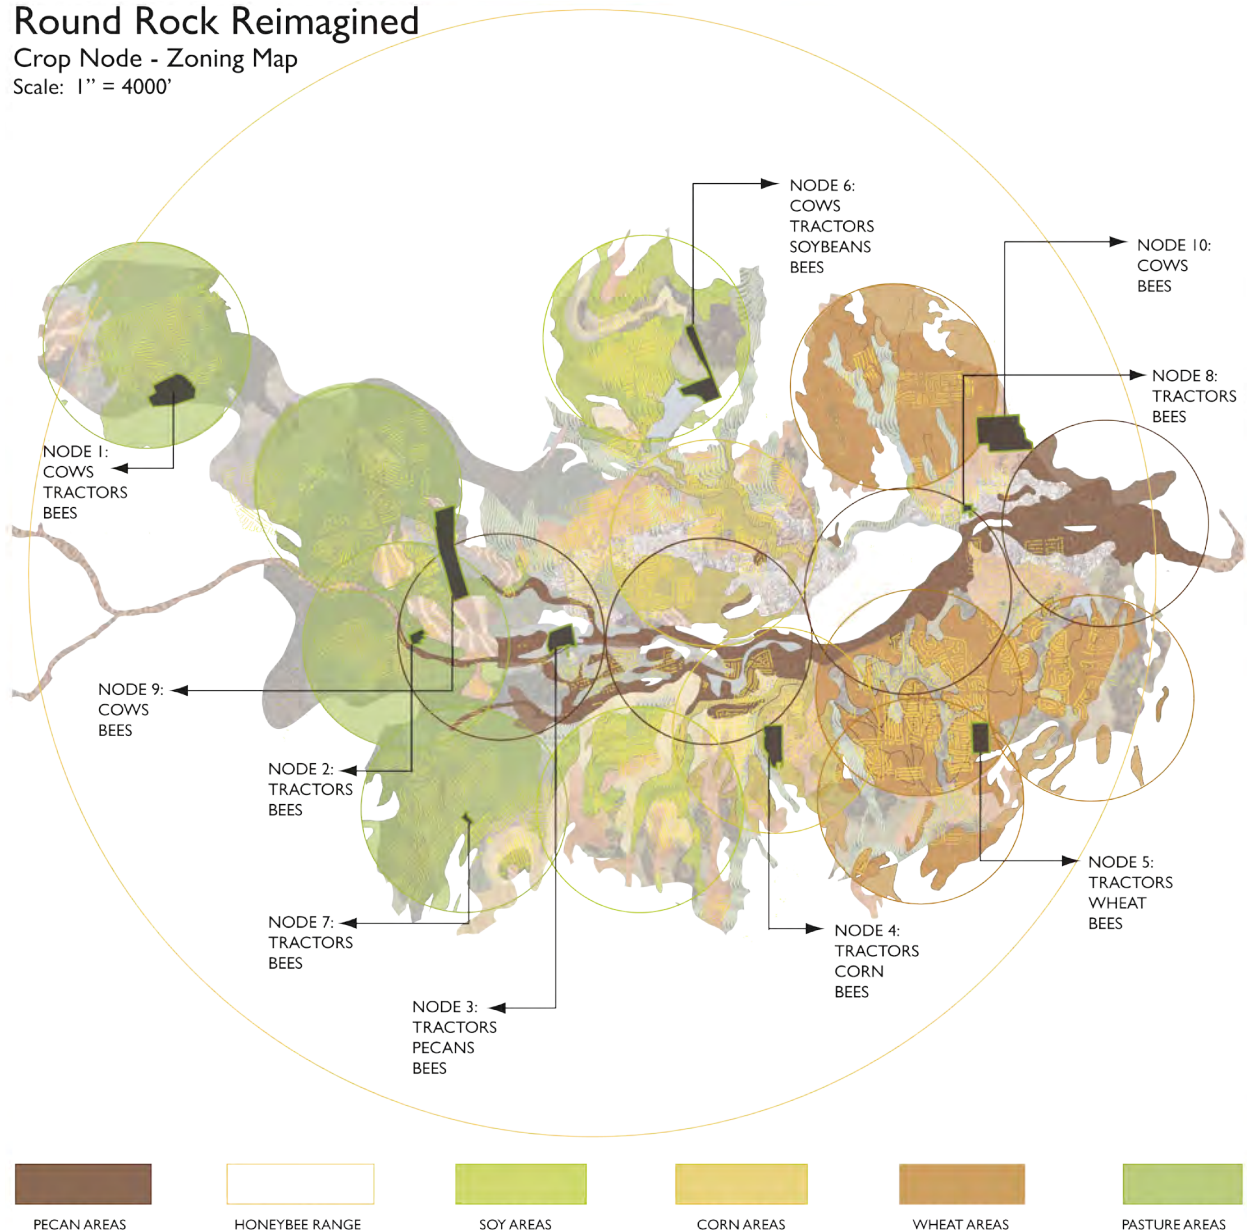 Round Rock Reimagined
Crop Node - Zoning Map
Scale:  1” = 4000’
NODE 6:
COWS
TRACTORS
SOYBEANS
BEES
NODE 10:
COWS
BEES
NODE 8:
TRACTORS
BEES
NODE 1:
COWS
TRACTORS
BEES
NODE 9:
COWS
BEES
NODE 2:
TRACTORS
BEES
NODE 5:
TRACTORS
WHEAT
BEES
NODE 7:
TRACTORS
BEES
NODE 4:
TRACTORS
CORN
BEES
NODE 3:
TRACTORS
PECANS
BEES
PECAN AREAS
HONEYBEE RANGE
SOY AREAS
CORN AREAS
WHEAT AREAS
PASTURE AREAS